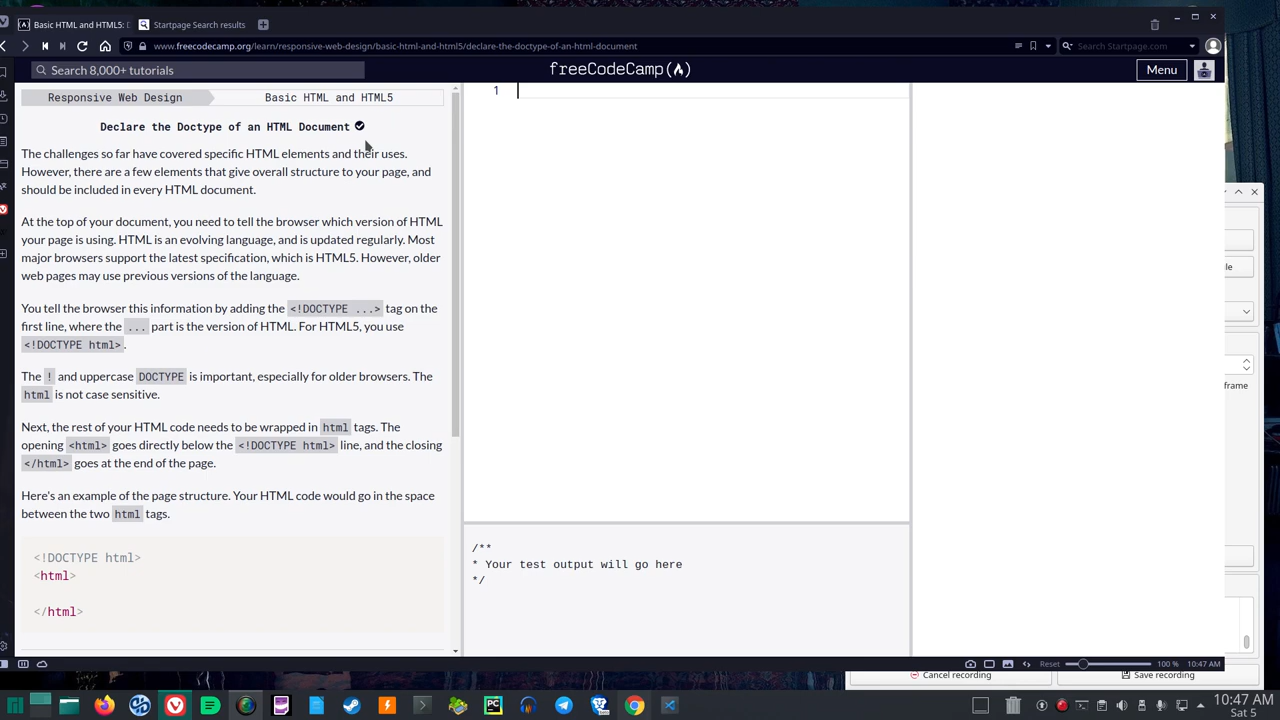 Basic HTML and HTML5: D
Startpage Search results
www.freecodecamp.org/learn/responsive-web-design/basic-html-and-html5/declare-the-doctype-of-an-html-document
Search Startpage.com
Search 8,000+ tutorials
freeCodeCamp(🔥)
Menu
Responsive Web Design
Basic HTML and HTML5
Declare the Doctype of an HTML Document
The challenges so far have covered specific HTML elements and their uses.
However, there are a few elements that give overall structure to your page, and
should be included in every HTML document.
At the top of your document, you need to tell the browser which version of HTML
your page is using. HTML is an evolving language, and is updated regularly. Most
major browsers support the latest specification, which is HTML5. However, older
web pages may use previous versions of the language.
You tell the browser this information by adding the <!DOCTYPE ...> tag on the
first line, where the ... part is the version of HTML. For HTML5, you use
<!DOCTYPE html>.
The ! and uppercase DOCTYPE is important, especially for older browsers. The
html is not case sensitive.
Next, the rest of your HTML code needs to be wrapped in html tags. The
opening <html> goes directly below the <!DOCTYPE html> line, and the closing
</html> goes at the end of the page.
Here's an example of the page structure. Your HTML code would go in the space
between the two html tags.
<!DOCTYPE html>
<html>
</html>
1
/**
* Your test output will go here
*/
le
frame
Reset
100 %
10:47 AM
Cancel recording
Save recording
10:47 AM
Sat 5